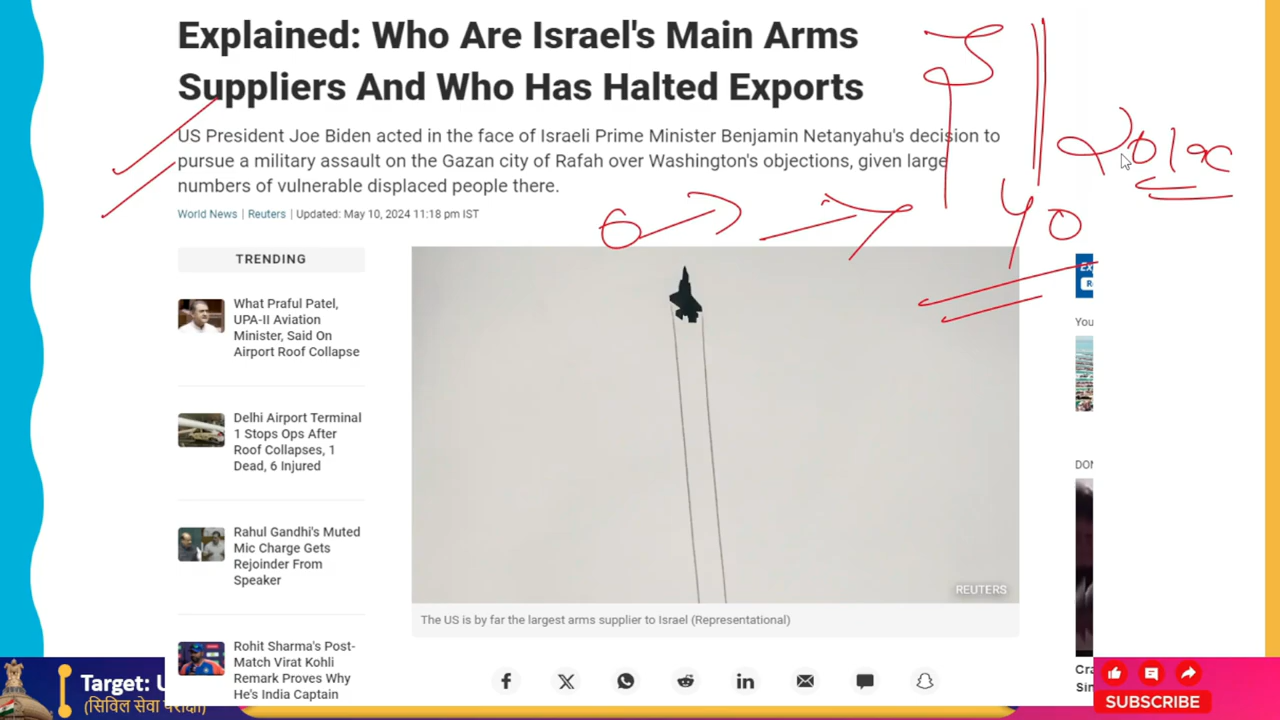 Explained: Who Are Israel's Main Arms
Suppliers And Who Has Halted Exports
US President Joe Biden acted in the face of Israeli Prime Minister Benjamin Netanyahu's decision to
pursue a military assault on the Gazan city of Rafah over Washington's objections, given large
numbers of vulnerable displaced people there.
World News | Reuters | Updated: May 10, 2024 11:18 pm IST
40
TRENDING
What Praful Patel,
UPA-II Aviation
Minister, Said On
Airport Roof Collapse
Delhi Airport Terminal
1 Stops Ops After
Roof Collapses, 1
Dead, 6 Injured
Rahul Gandhi's Muted
Mic Charge Gets
Rejoinder From
Speaker
Rohit Sharma's Post-
Match Virat Kohli
Remark Proves Why
He's India Captain
REUTERS
The US is by far the largest arms supplier to Israel (Representational)
You
DON
Cra
Sin
Target: U
(सिविल सेवा परीक्षा)
SUBSCRIBE